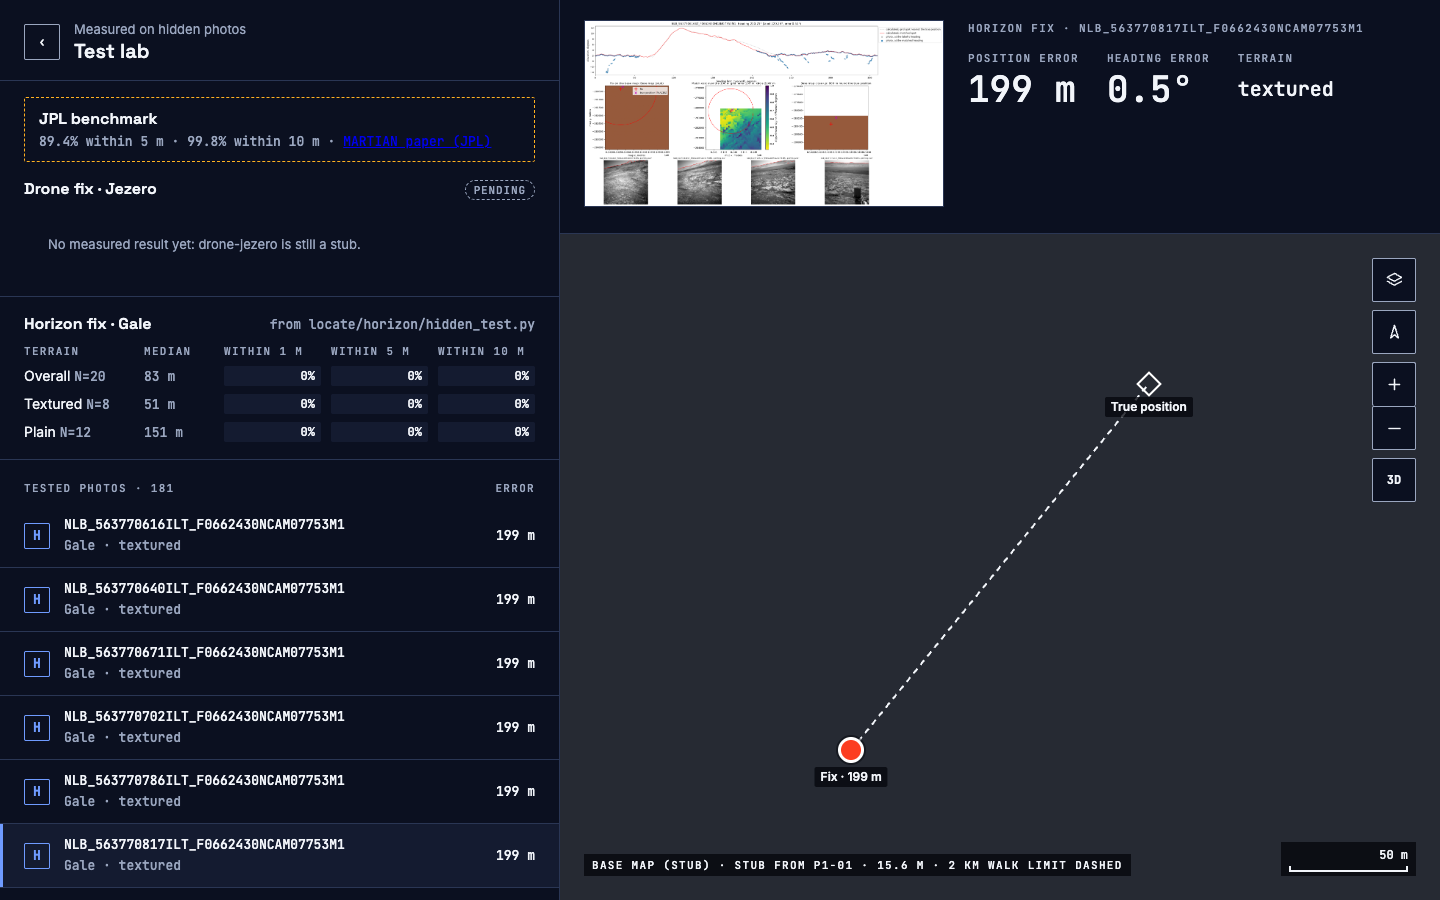 Measured on hidden photos
Test lab
JPL benchmark
89.4% within 5 m · 99.8% within 10 m · MARTIAN paper (JPL)
Drone fix · Jezero
PENDING
No measured result yet: drone-jezero is still a stub.
Horizon fix · Gale
from locate/horizon/hidden_test.py
TERRAIN MEDIAN WITHIN 1 M WITHIN 5 M WITHIN 10 M
Overall N=20 83 m 0% 0% 0%
Textured N=8 51 m 0% 0% 0%
Plain N=12 151 m 0% 0% 0%
TESTED PHOTOS · 181 ERROR
H NLB_563770616ILT_F0662430NCAM07753M1 199 m
Gale · textured
H NLB_563770640ILT_F0662430NCAM07753M1 199 m
Gale · textured
H NLB_563770671ILT_F0662430NCAM07753M1 199 m
Gale · textured
H NLB_563770702ILT_F0662430NCAM07753M1 199 m
Gale · textured
H NLB_563770786ILT_F0662430NCAM07753M1 199 m
Gale · textured
H NLB_563770817ILT_F0662430NCAM07753M1 199 m
Gale · textured
HORIZON FIX · NLB_563770817ILT_F0662430NCAM07753M1
POSITION ERROR HEADING ERROR TERRAIN
199 m 0.5° textured
3D
True position
Fix · 199 m
BASE MAP (STUB) · STUB FROM P1-01 · 15.6 M · 2 KM WALK LIMIT DASHED
50 m